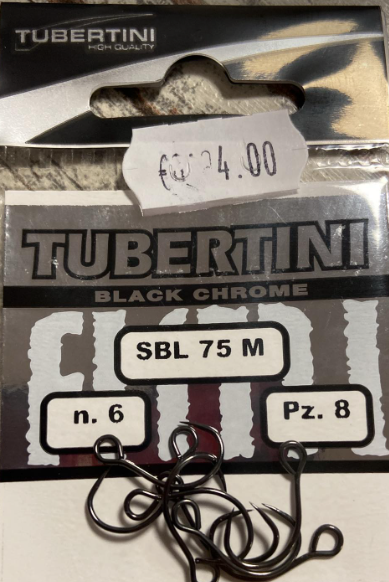 TUBERTINI
HIGH QUALITY
4.00
TUBERTINI
BLACK CHROME
SBL 75 M
n. 6
Pz. 8